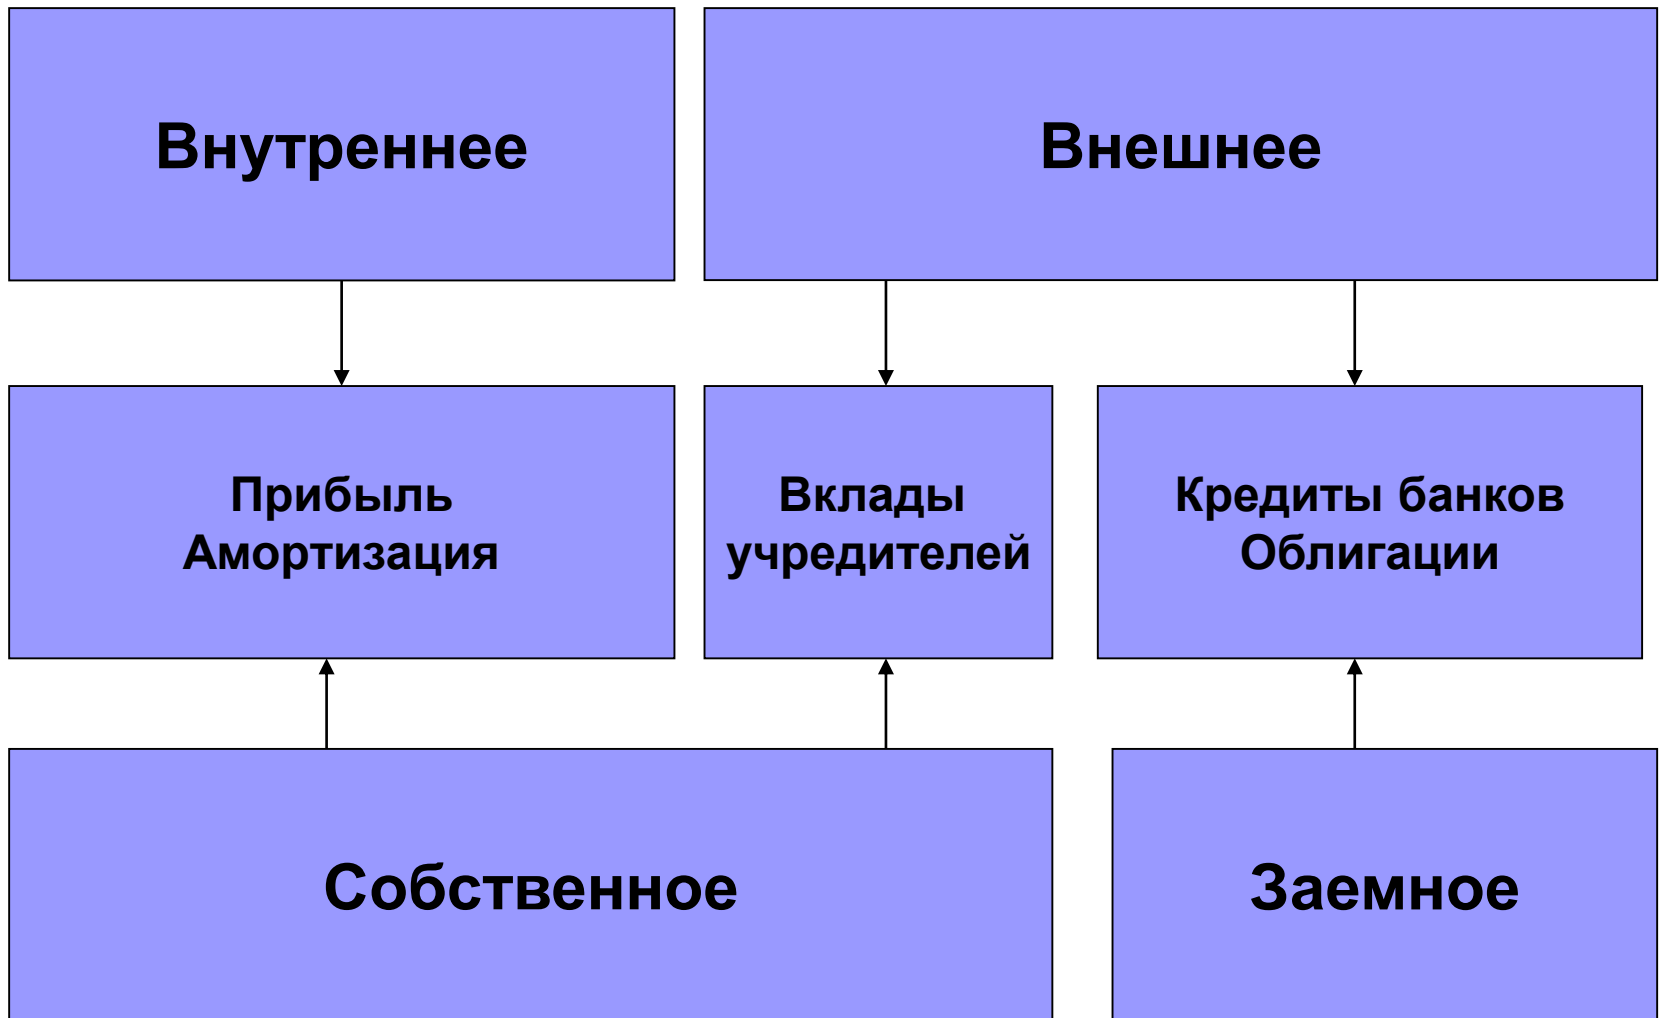 Внутреннее
Внешнее
Прибыль
Амортизация
Вклады
учредителей
Кредиты банков
Облигации
Собственное
Заемное